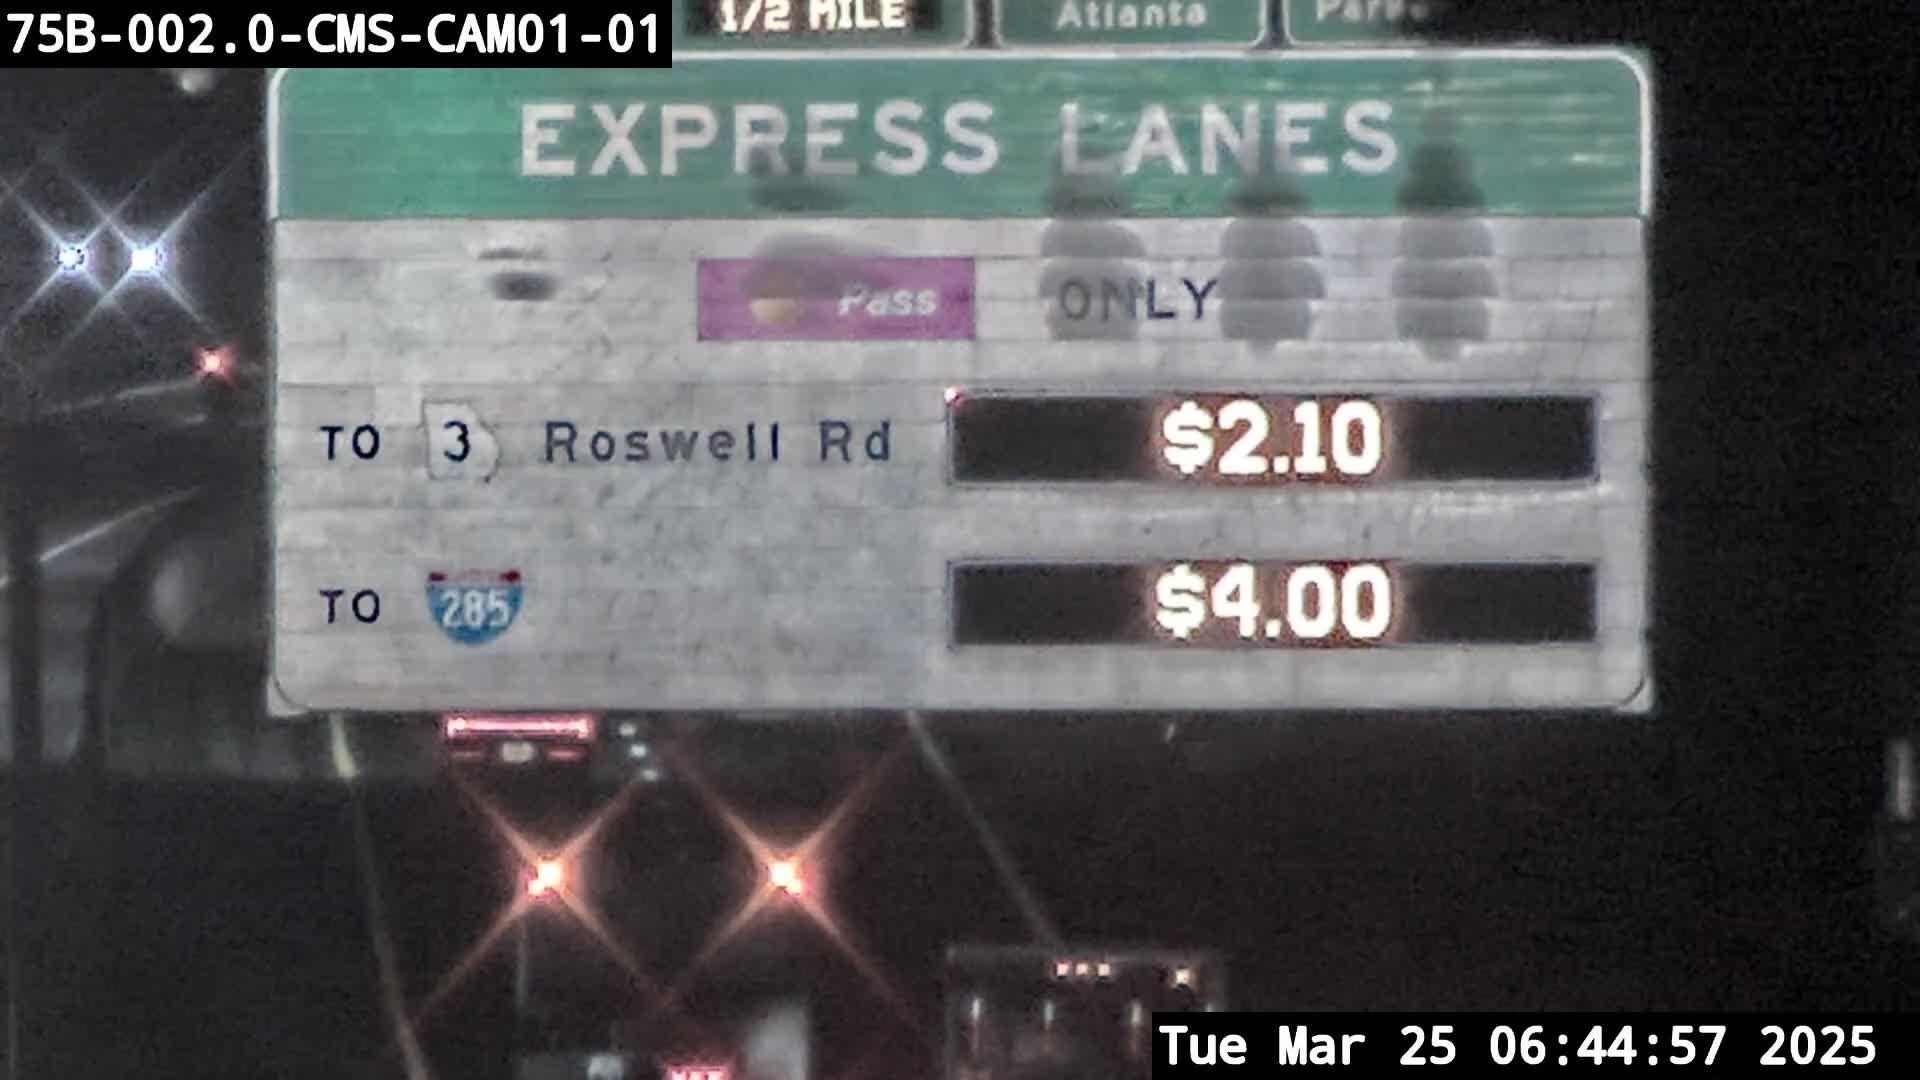 75B-002.0-CMS-CAM01-01
1/2 MILE
Atlanta
EXPRESS LANES
Pass ONLY
TO 3 Roswell Rd $2.10
TO 285 $4.00
Tue Mar 25 06:44:57 2025